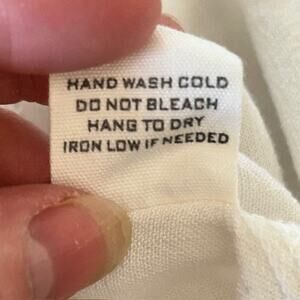 HAND WASH COLD
DO NOT BLEACH
HANG TO DRY
IRON LOW IF NEEDED